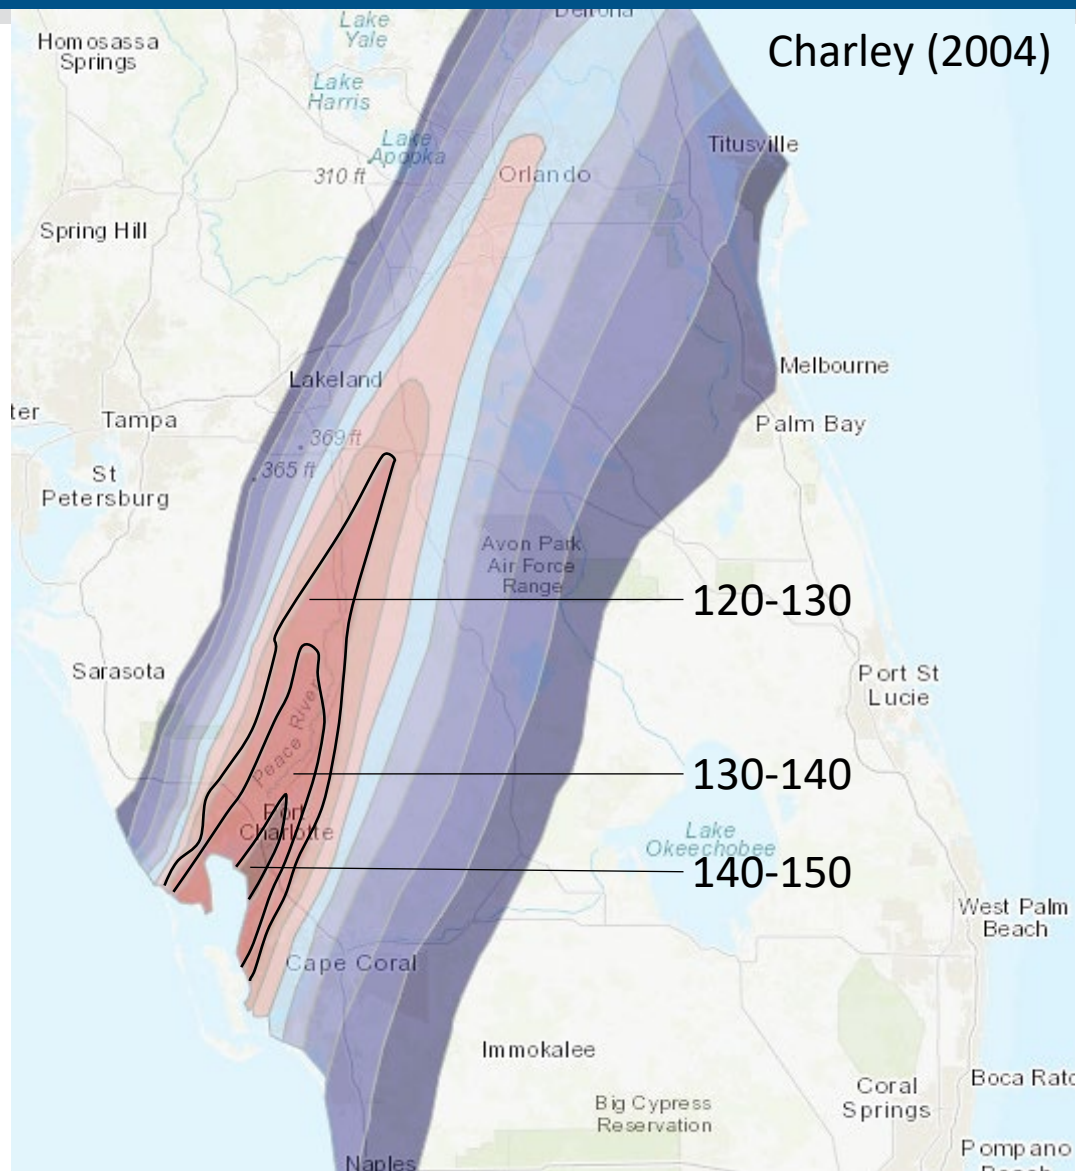 Deltona
Charley (2004)
Lake
Yale
Homosassa
Springs
Lake
Harris
Lake
Apopka
310 ft
Orlando
Titusville
Spring Hill
Lakeland
Melbourne
ter
Tampa
Palm Bay
369 ft
365 ft
St
Petersburg
Avon Park
Air Force
Range
120-130
Sarasota
Port St
Lucie
Peace River
130-140
Port
Charlotte
Lake
Okeechobee
140-150
West Palm
Beach
Cape Coral
Immokalee
Coral
Springs
Boca Rato
Big Cypress
Reservation
Pompano
Beach
Naples